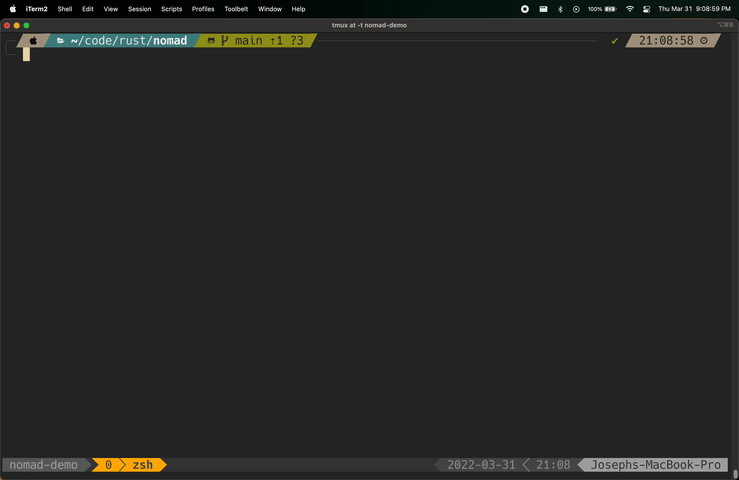 iTerm2 Shell Edit View Session Scripts Profiles Toolbelt Window Help 100% Thu Mar 31 9:08:59 PM
tmux at -t nomad-demo ⌥⌘8
~/code/rust/nomad main ⇡1 ?3 ✔ 21:08:58
nomad-demo 0 zsh 2022-03-31 21:08 Josephs-MacBook-Pro